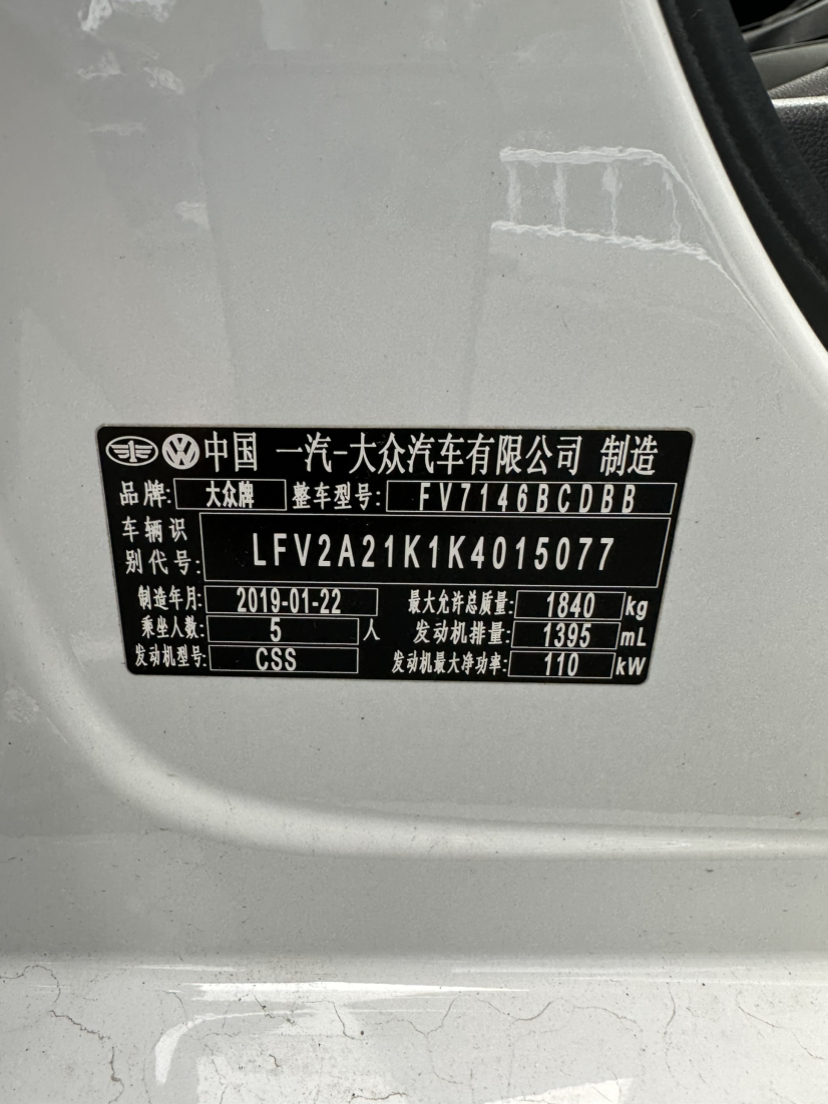 中国 一汽-大众汽车有限公司 制造
品牌: 大众牌 整车型号: FV7146BCDBB
车辆识别代号: LFV2A21K1K4015077
制造年月: 2019-01-22 最大允许总质量: 1840 kg
乘坐人数: 5 人 发动机排量: 1395 mL
发动机型号: CSS 发动机最大净功率: 110 kW